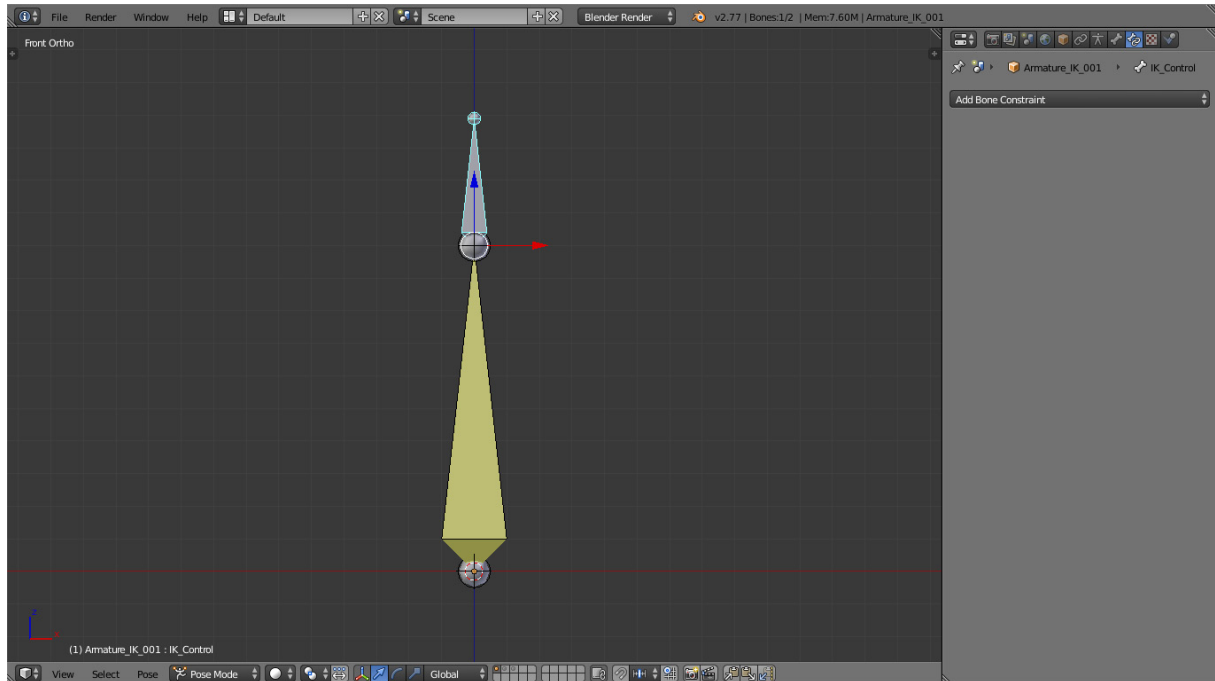 File Render Window Help Default Scene Blender Render v2.77 | Bones:1/2 | Mem:7.60M | Armature_IK_001
Front Ortho
Armature_IK_001 IK_Control
Add Bone Constraint
z
x
(1) Armature_IK_001 : IK_Control
View Select Pose Pose Mode Global